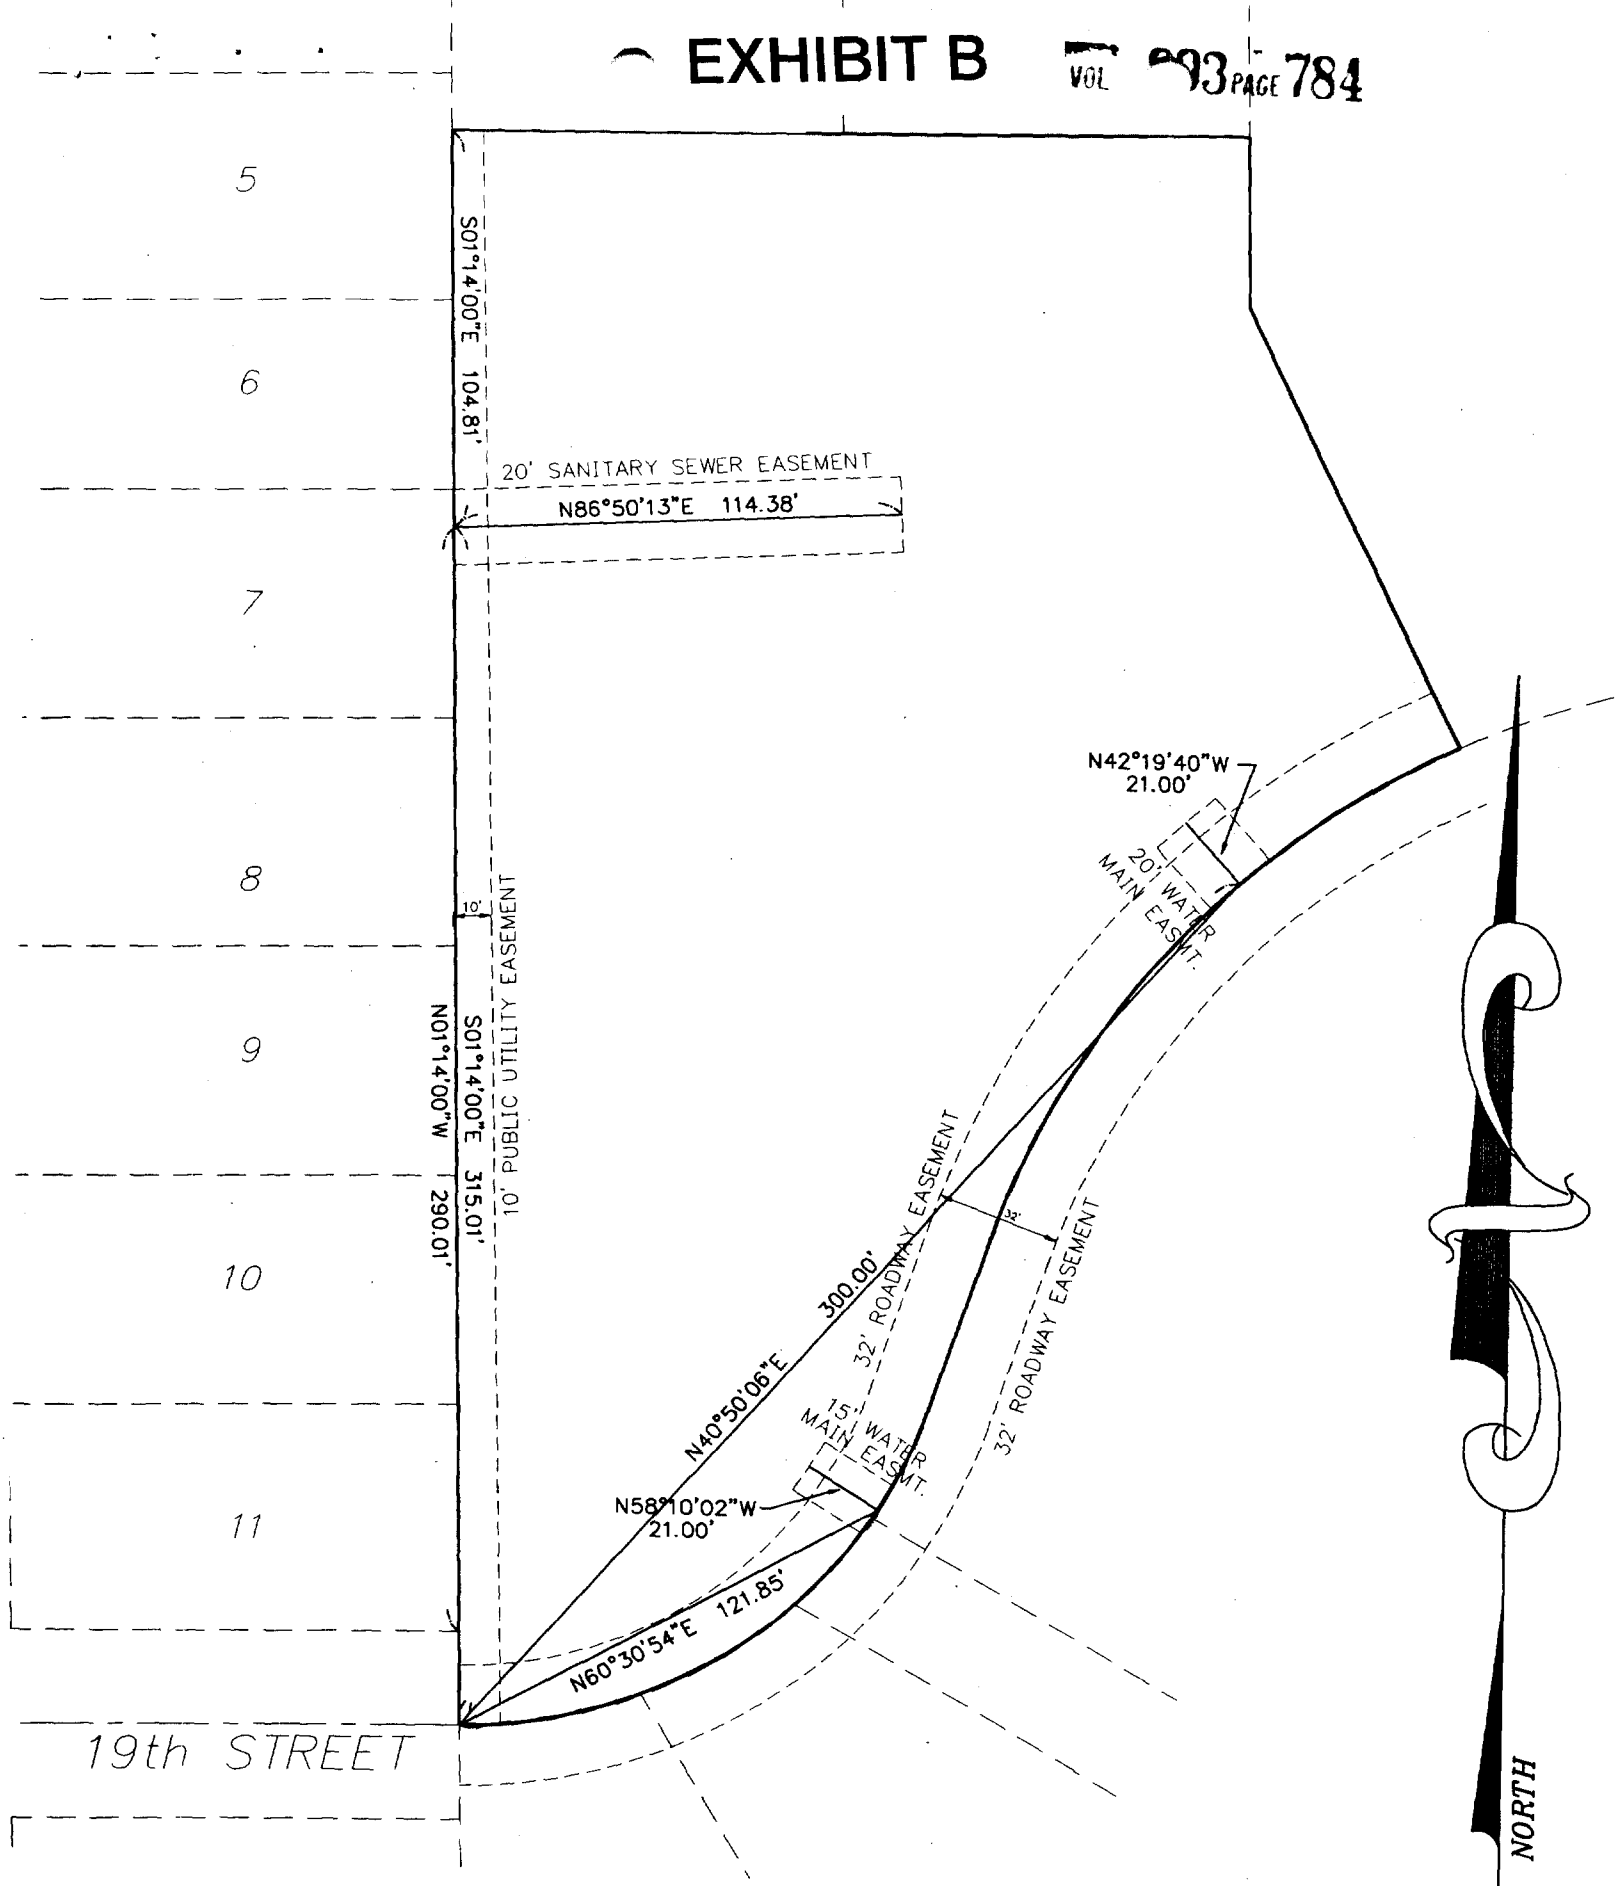 EXHIBIT B
VOL 93 PAGE 784
5
6
7
8
9
10
11
S01°14'00"E 104.81'
20' SANITARY SEWER EASEMENT
N86°50'13"E 114.38'
N42°19'40"W
21.00'
20' WATER
MAIN EASMT.
10'
10' PUBLIC UTILITY EASEMENT
S01°14'00"E 315.01'
N01°14'00"W 290.01'
32'
32' ROADWAY EASEMENT
32' ROADWAY EASEMENT
N40°50'06"E 300.00'
15' WATER
MAIN EASMT.
N58°10'02"W
21.00'
N60°30'54"E 121.85'
19th STREET
NORTH